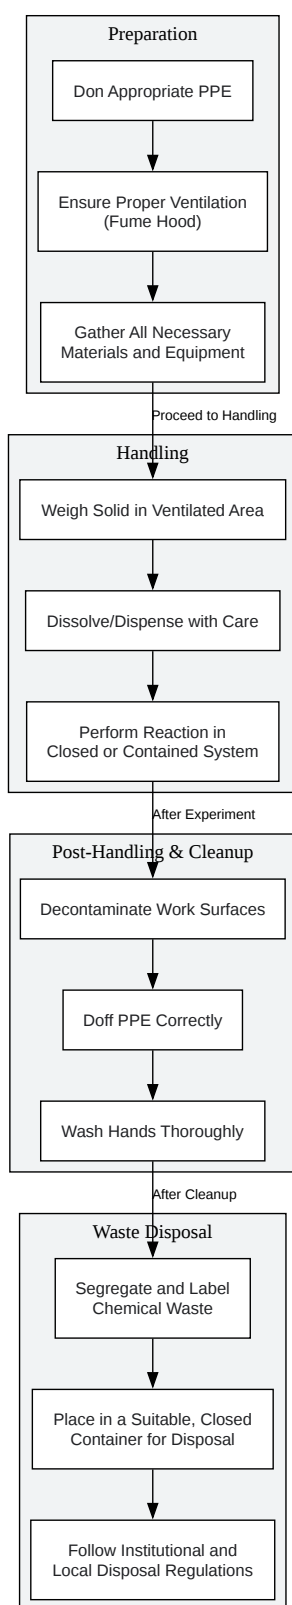 Preparation
Don Appropriate PPE
Ensure Proper Ventilation
(Fume Hood)
Gather All Necessary
Materials and Equipment
Proceed to Handling
Handling
Weigh Solid in Ventilated Area
Dissolve/Dispense with Care
Perform Reaction in
Closed or Contained System
After Experiment
Post-Handling & Cleanup
Decontaminate Work Surfaces
Doff PPE Correctly
Wash Hands Thoroughly
After Cleanup
Waste Disposal
Segregate and Label
Chemical Waste
Place in a Suitable, Closed
Container for Disposal
Follow Institutional and
Local Disposal Regulations